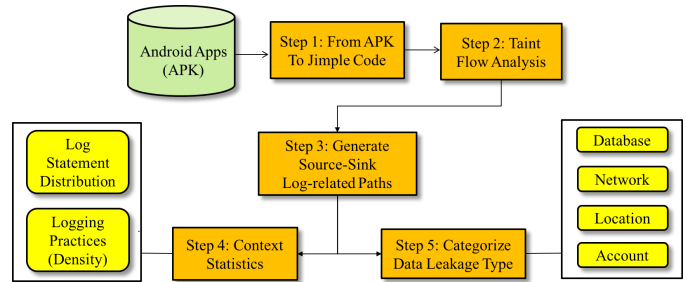 Android Apps
(APK)
Step 1: From APK
To Jimple Code
Step 2: Taint
Flow Analysis
Step 3: Generate
Source-Sink
Log-related Paths
Log
Statement
Distribution
Logging
Practices
(Density)
Step 4: Context
Statistics
Step 5: Categorize
Data Leakage Type
Database
Network
Location
Account